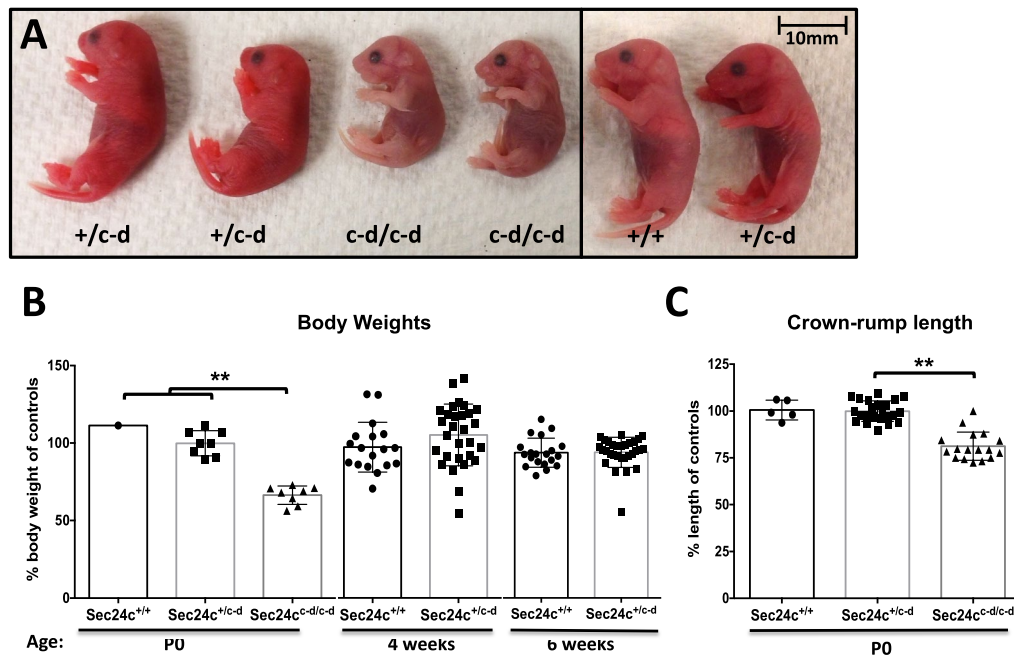 A
10mm
+/c-d +/c-d c-d/c-d c-d/c-d +/+ +/c-d
B
Body Weights
% body weight of controls
150
100
50
0
Sec24c+/+ Sec24c+/c-d Sec24cc-d/c-d Sec24c+/+ Sec24c+/c-d Sec24c+/+ Sec24c+/c-d
**
Age: P0 4 weeks 6 weeks
C
Crown-rump length
% length of controls
125
100
75
50
25
0
**
Sec24c+/+ Sec24c+/c-d Sec24cc-d/c-d
P0